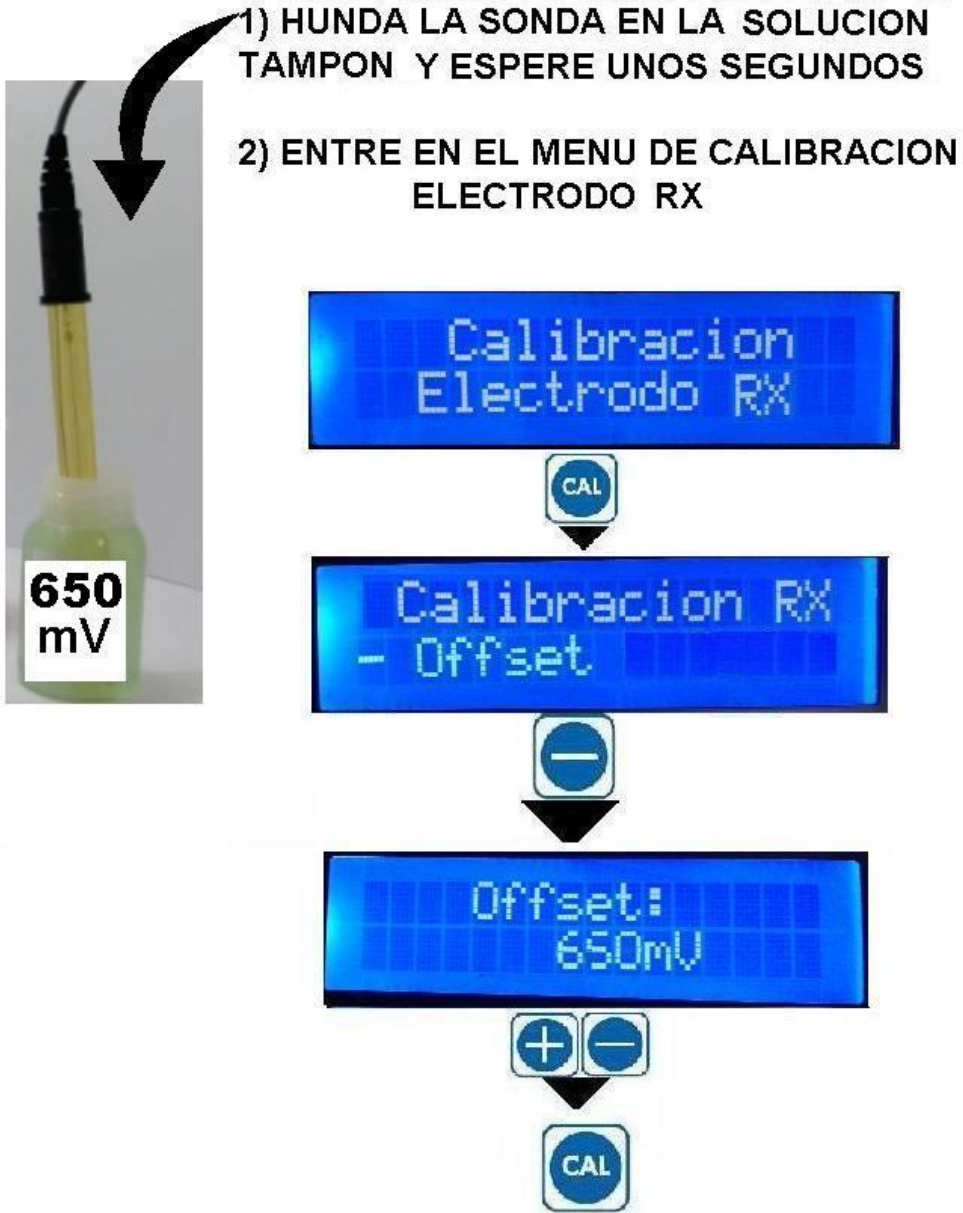 1) HUNDA LA SONDA EN LA SOLUCION
TAMPON Y ESPERE UNOS SEGUNDOS
2) ENTRE EN EL MENU DE CALIBRACION
ELECTRODO RX
650
mV
Calibracion
Electrodo RX
CAL
Calibracion RX
- Offset
Offset:
650mV
CAL